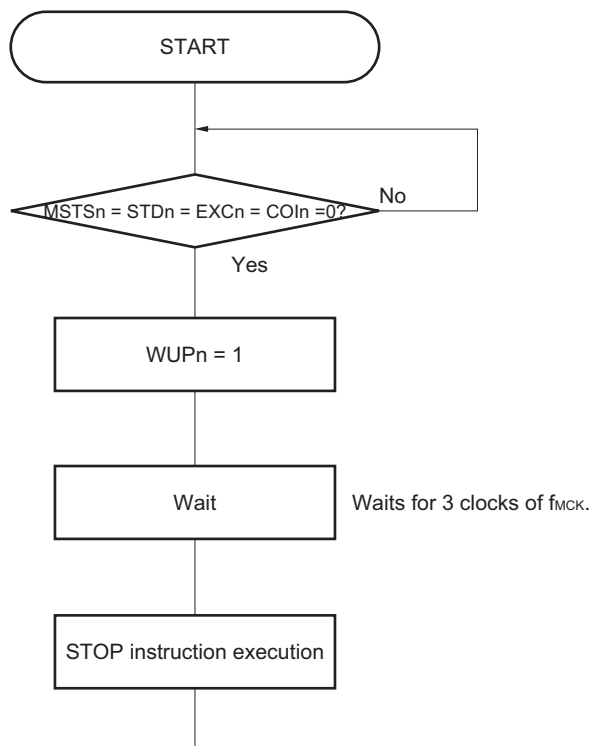 START
MSTSn = STDn = EXCn = COIn =0?
No
Yes
WUPn = 1
Wait
Waits for 3 clocks of fMCK.
STOP instruction execution